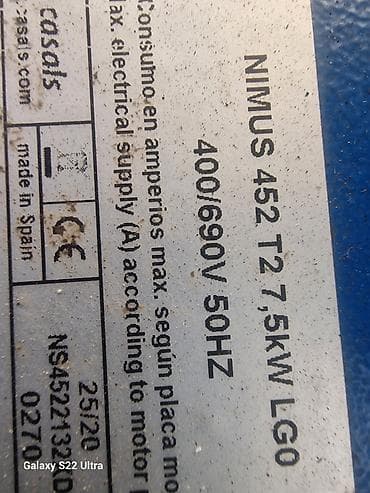 NIMUS 452 T2 7,5kW LG0
400/690V 50HZ
Consumo en amperios max. según placa mo
ax. electrical supply (A) according to motor
casals
casals.com
CE
made in Spain
25/20
0270
Galaxy S22 Ultra